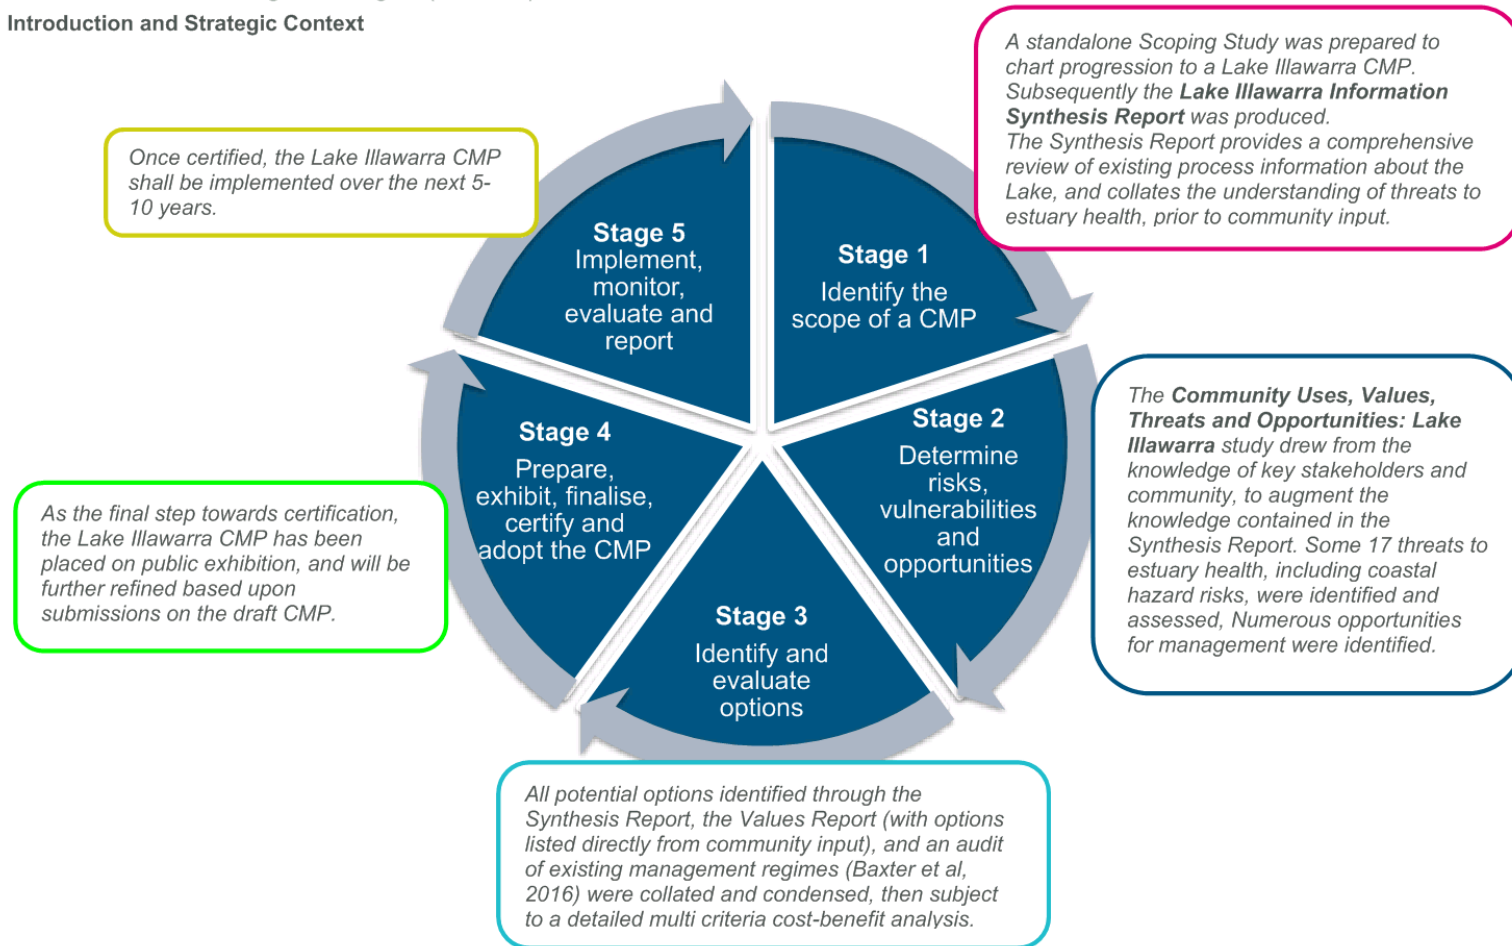 Introduction and Strategic Context
A standalone Scoping Study was prepared to
chart progression to a Lake Illawarra CMP.
Subsequently the Lake Illawarra Information
Synthesis Report was produced.
The Synthesis Report provides a comprehensive
review of existing process information about the
Lake, and collates the understanding of threats to
estuary health, prior to community input.
Once certified, the Lake Illawarra CMP
shall be implemented over the next 5-
10 years.
Stage 5
Implement,
monitor,
evaluate and
report
Stage 1
Identify the
scope of a CMP
Stage 2
Determine
risks,
vulnerabilities
and
opportunities
The Community Uses, Values,
Threats and Opportunities: Lake
Illawarra study drew from the
knowledge of key stakeholders and
community, to augment the
knowledge contained in the
Synthesis Report. Some 17 threats to
estuary health, including coastal
hazard risks, were identified and
assessed, Numerous opportunities
for management were identified.
Stage 4
Prepare,
exhibit, finalise,
certify and
adopt the CMP
As the final step towards certification,
the Lake Illawarra CMP has been
placed on public exhibition, and will be
further refined based upon
submissions on the draft CMP.
Stage 3
Identify and
evaluate
options
All potential options identified through the
Synthesis Report, the Values Report (with options
listed directly from community input), and an audit
of existing management regimes (Baxter et al,
2016) were collated and condensed, then subject
to a detailed multi criteria cost-benefit analysis.